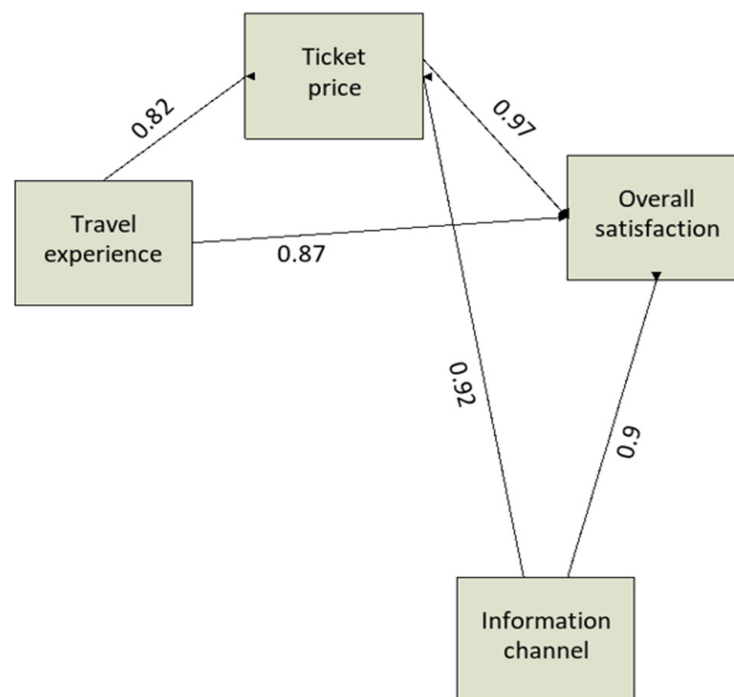 Ticket
price
0.82
0.97
Travel
experience
Overall
satisfaction
0.87
0.92
0.9
Information
channel